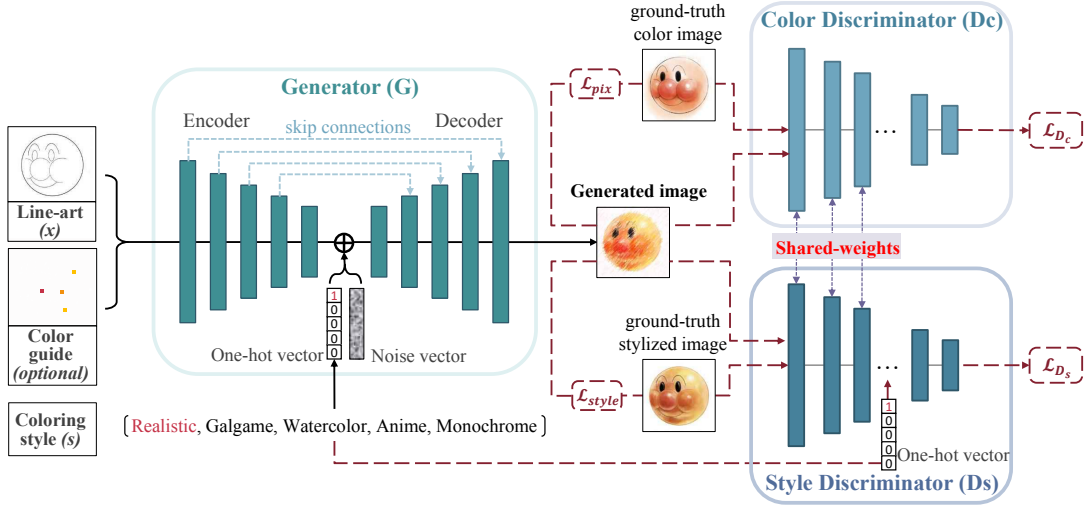 Line-art
(x)
Color
guide
(optional)
Coloring
style (s)
Generator (G)
Encoder
skip connections
Decoder
1
0
0
0
0
One-hot vector
Noise vector
[Realistic, Galgame, Watercolor, Anime, Monochrome]
ground-truth
color image
ℒpix
Generated image
ground-truth
stylized image
ℒstyle
Color Discriminator (Dc)
...
ℒDc
Shared-weights
...
1
0
0
0
0
One-hot vector
ℒDs
Style Discriminator (Ds)